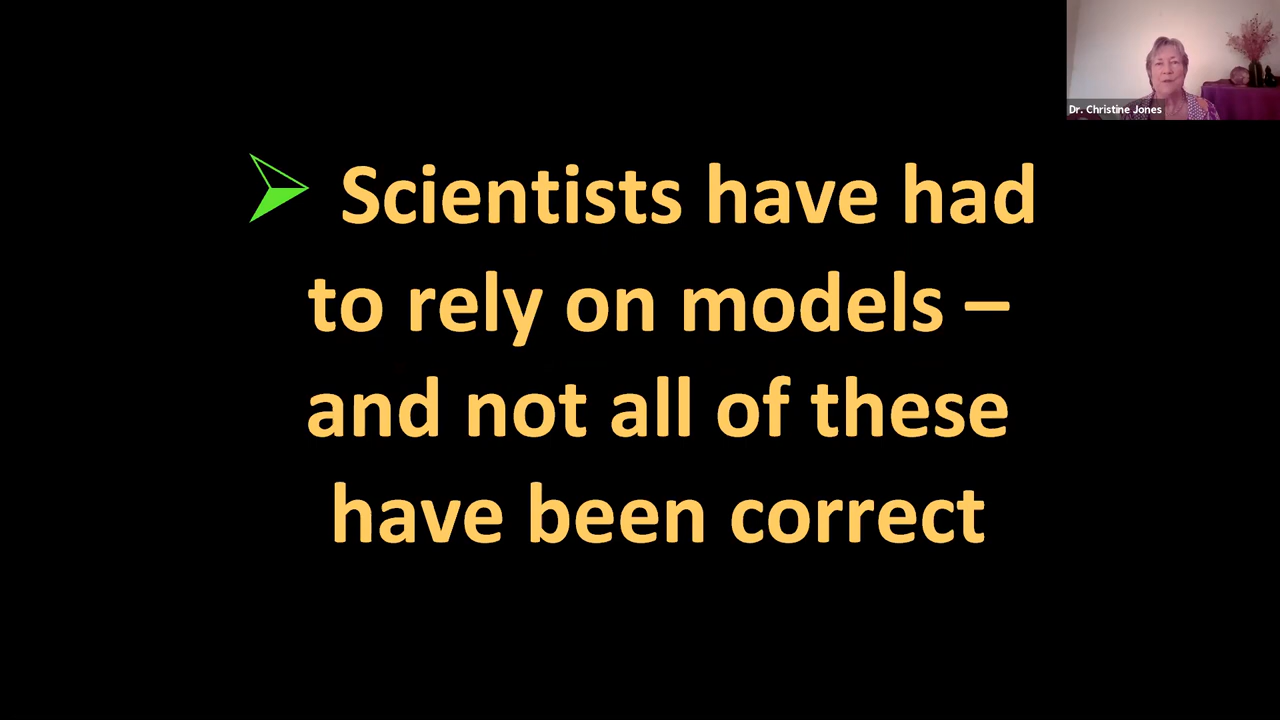 Dr. Christine Jones
Scientists have had
to rely on models –
and not all of these
have been correct